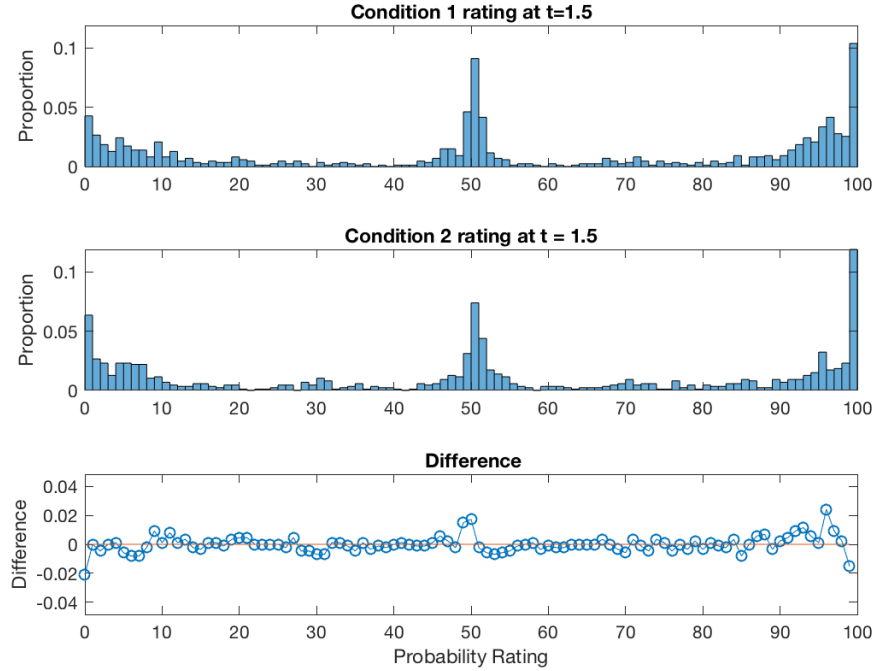 Condition 1 rating at t=1.5
Proportion
0.1
0.05
0
0 10 20 30 40 50 60 70 80 90 100
Condition 2 rating at t = 1.5
Proportion
0.1
0.05
0
0 10 20 30 40 50 60 70 80 90 100
Difference
Difference
0.04
0.02
0
-0.02
-0.04
0 10 20 30 40 50 60 70 80 90 100
Probability Rating